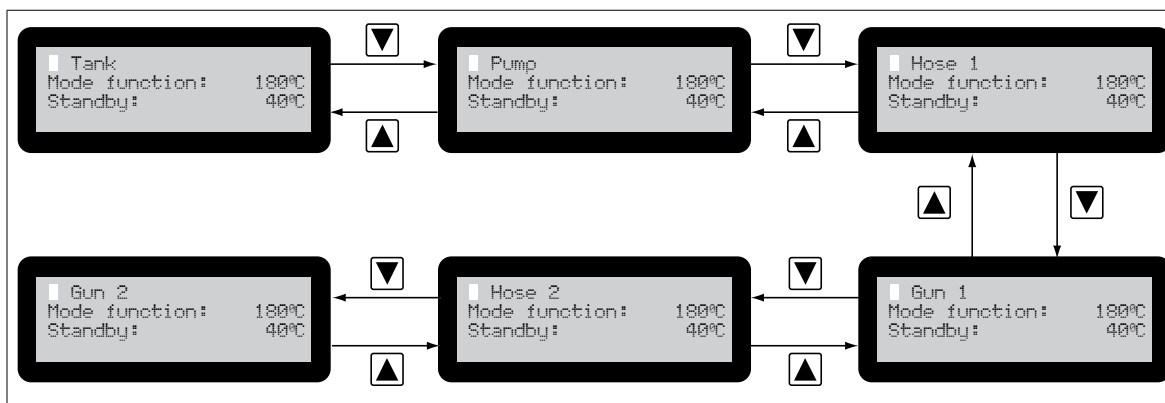 Tank
Mode function: 180ºC
Standby: 40ºC
Pump
Mode function: 180ºC
Standby: 40ºC
Hose 1
Mode function: 180ºC
Standby: 40ºC
Gun 2
Mode function: 180ºC
Standby: 40ºC
Hose 2
Mode function: 180ºC
Standby: 40ºC
Gun 1
Mode function: 180ºC
Standby: 40ºC